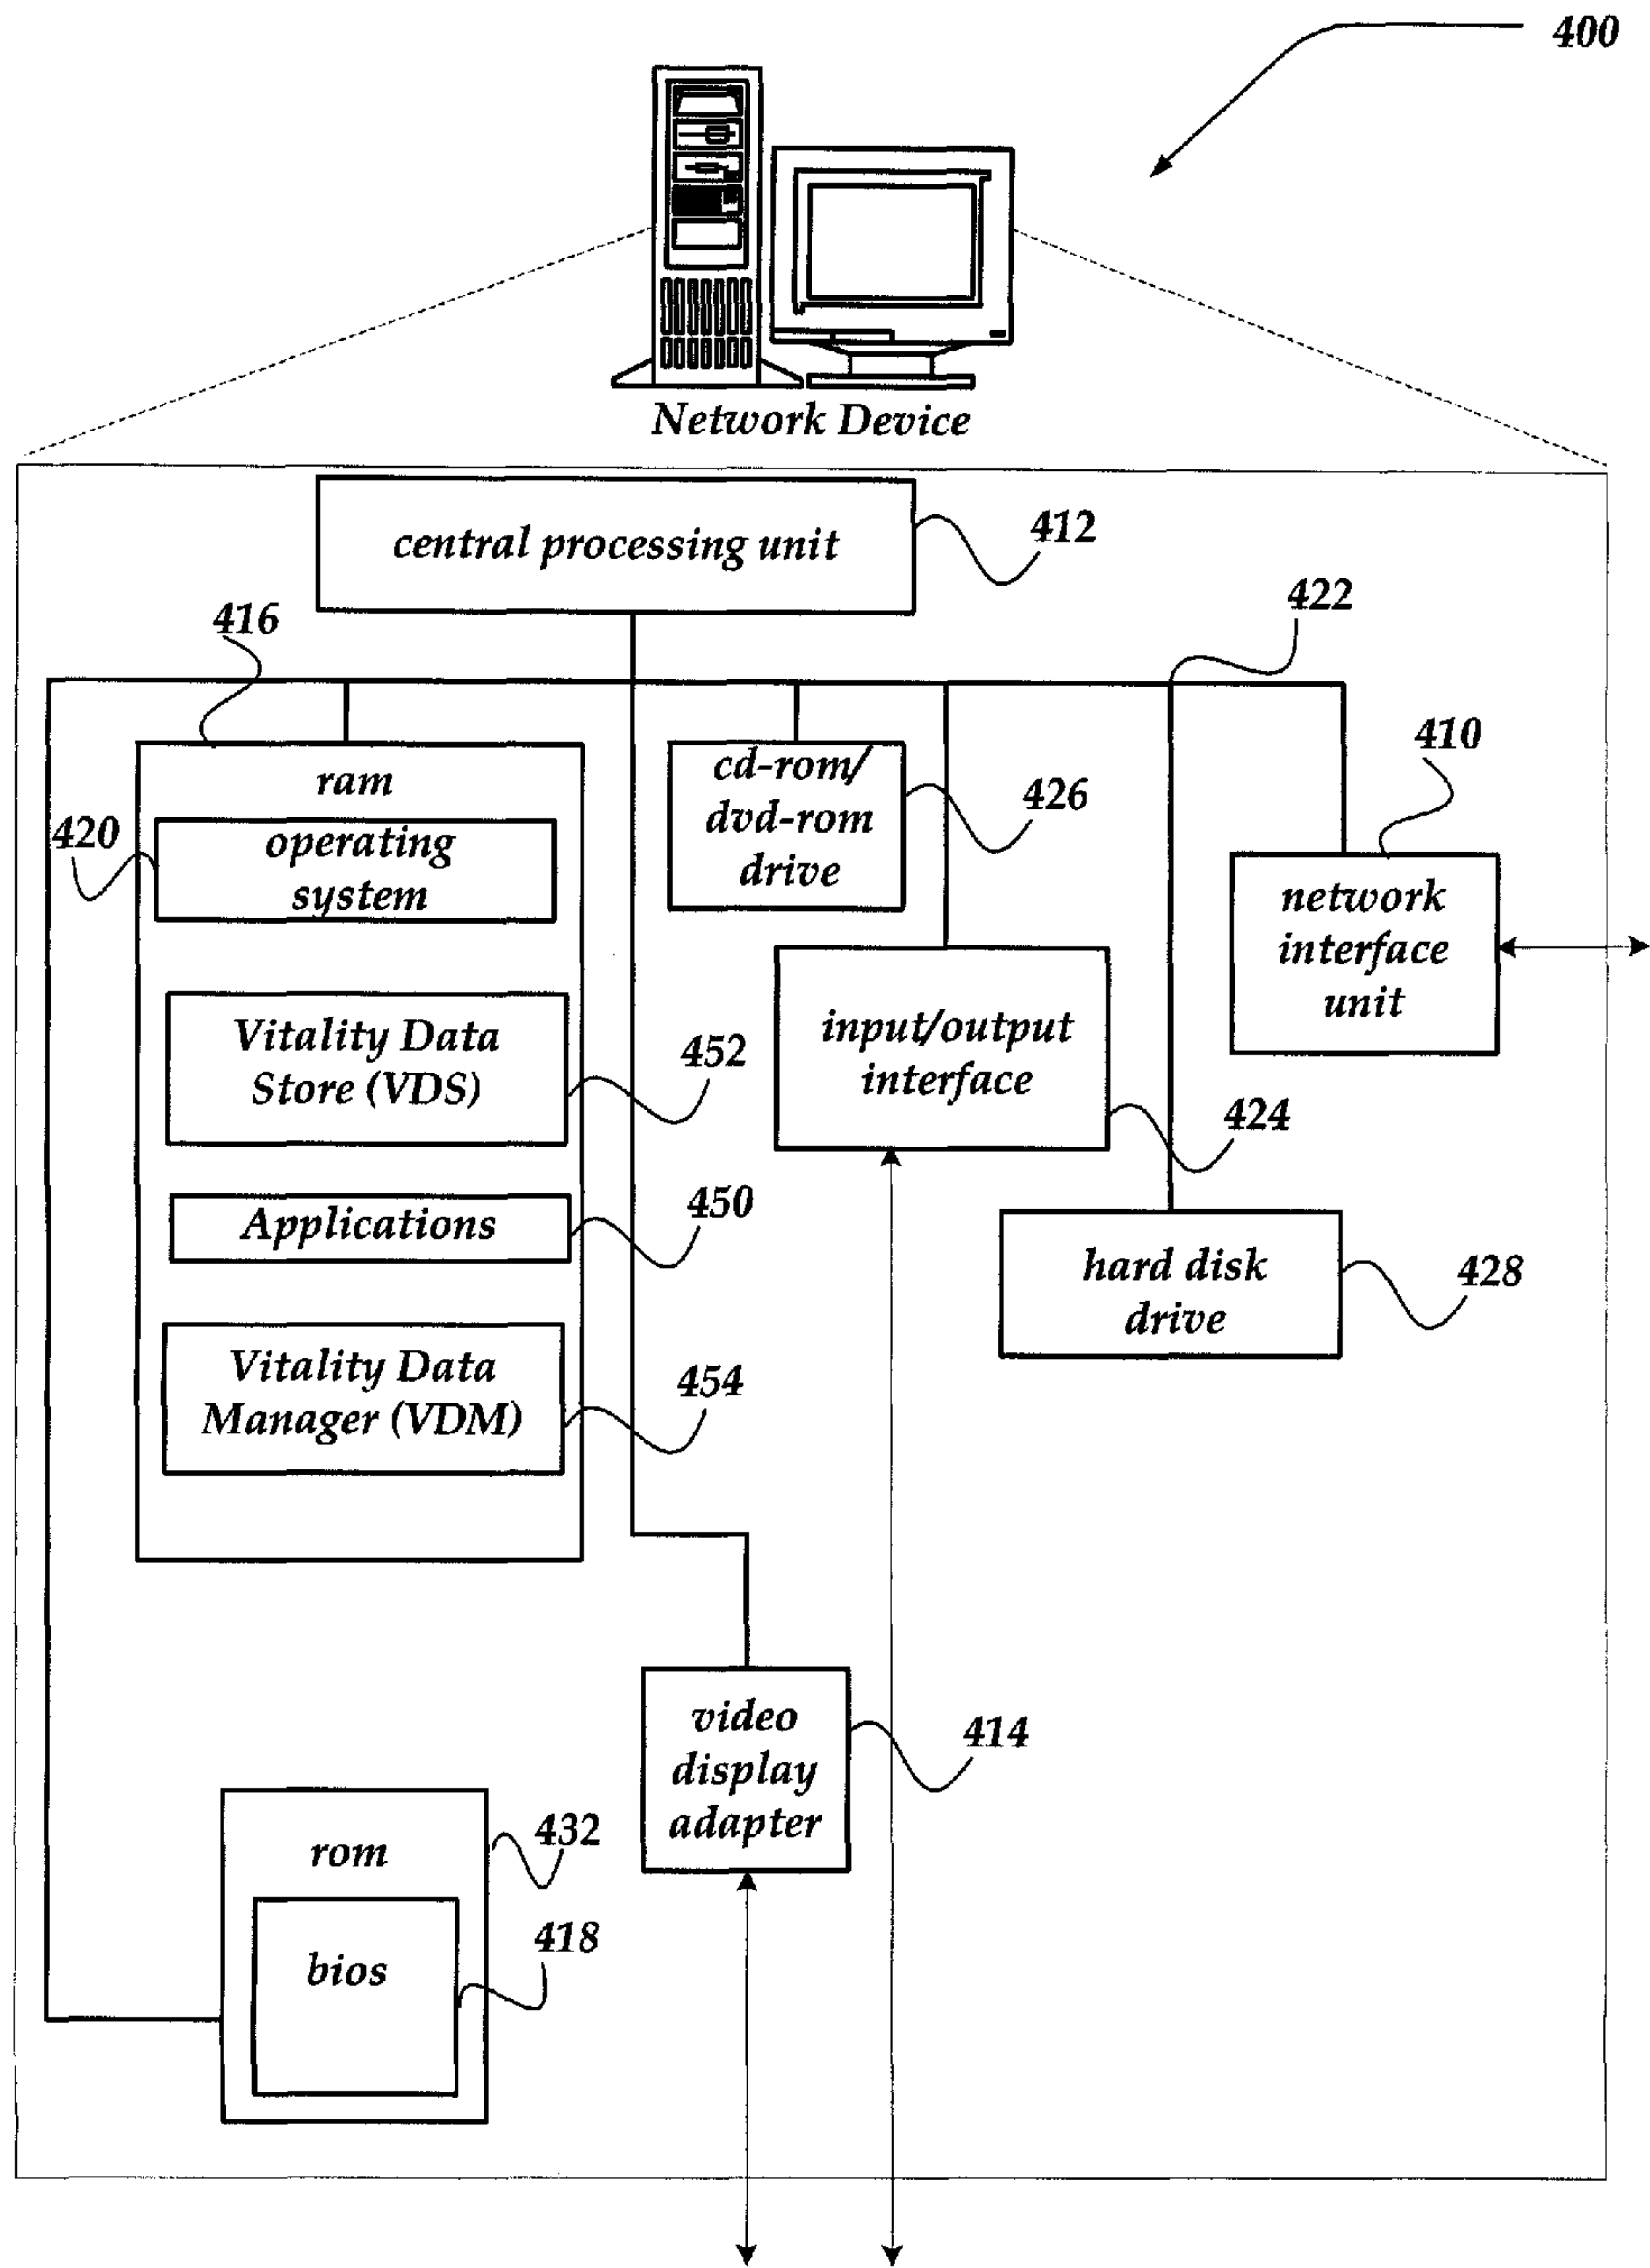 400
Network Device
central processing unit
412
422
416
410
ram
420
operating
system
cd-rom/
dvd-rom
drive
426
network
interface
unit
Vitality Data
Store (VDS)
452
input/output
interface
424
Applications
450
hard disk
drive
428
Vitality Data
Manager (VDM)
454
video
display
adapter
414
rom
432
bios
418